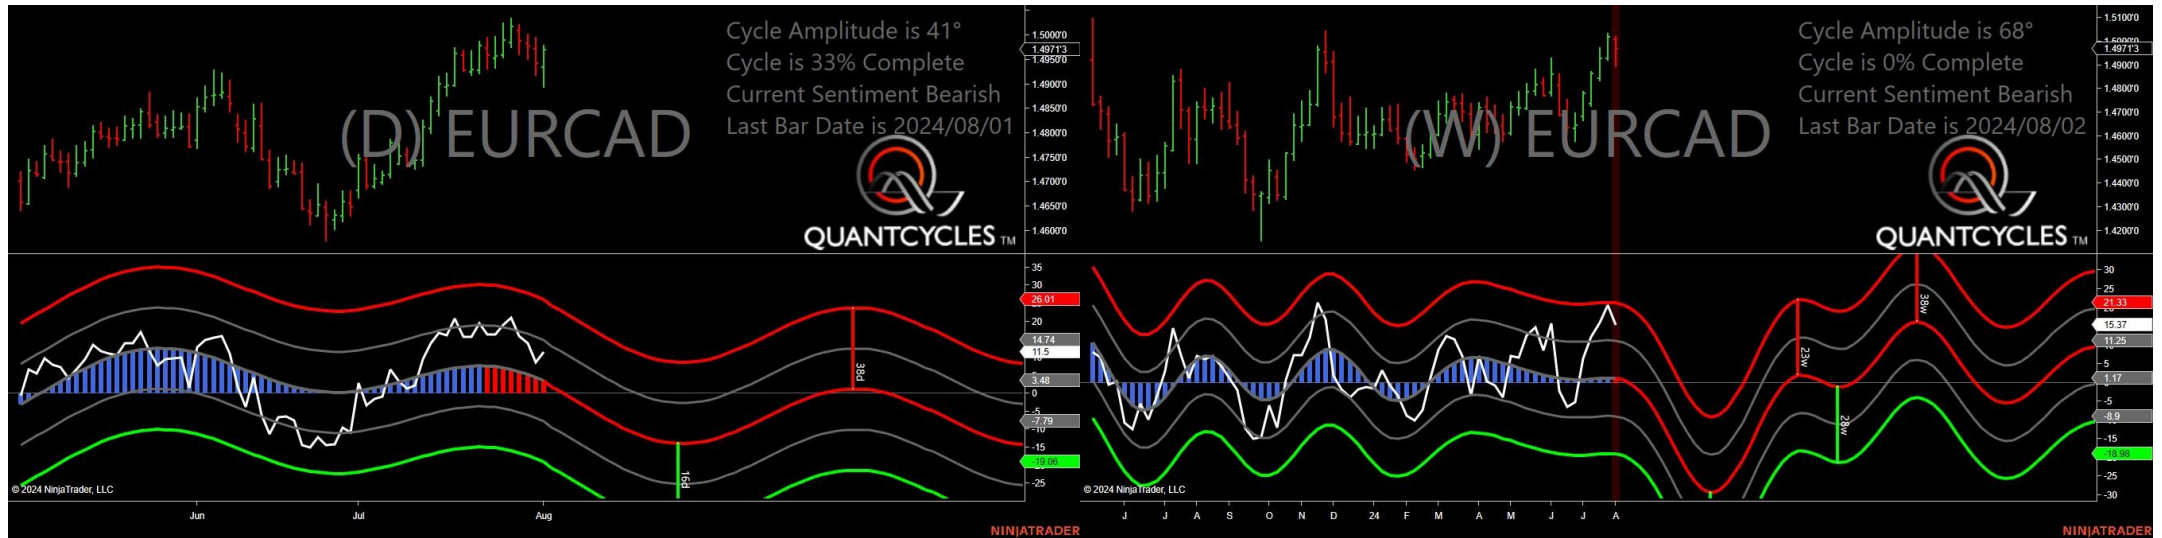 Cycle Amplitude is 41°
Cycle is 33% Complete
Current Sentiment Bearish
Last Bar Date is 2024/08/01
(D) EURCAD
QUANTCYCLES TM
1.5000'0
1.4971'3
1.4950'0
1.4900'0
1.4850'0
1.4800'0
1.4750'0
1.4700'0
1.4650'0
1.4600'0
35
30
26.01
20
14.74
11.5
3.48
0
-5
-7.79
-10
-15
-19.06
-25
38d
16d
© 2024 NinjaTrader, LLC
Jun
Jul
Aug
NINJATRADER
Cycle Amplitude is 68°
Cycle is 0% Complete
Current Sentiment Bearish
Last Bar Date is 2024/08/02
(W) EURCAD
QUANTCYCLES TM
1.5100'0
1.5000'0
1.4971'3
1.4900'0
1.4800'0
1.4700'0
1.4600'0
1.4500'0
1.4400'0
1.4300'0
1.4200'0
30
25
21.33
15.37
11.25
5
1.17
-5
-8.9
-15
-18.98
-25
-30
23w
38w
28w
© 2024 NinjaTrader, LLC
J
J
A
S
O
N
D
24
F
M
A
M
J
J
A
NINJATRADER